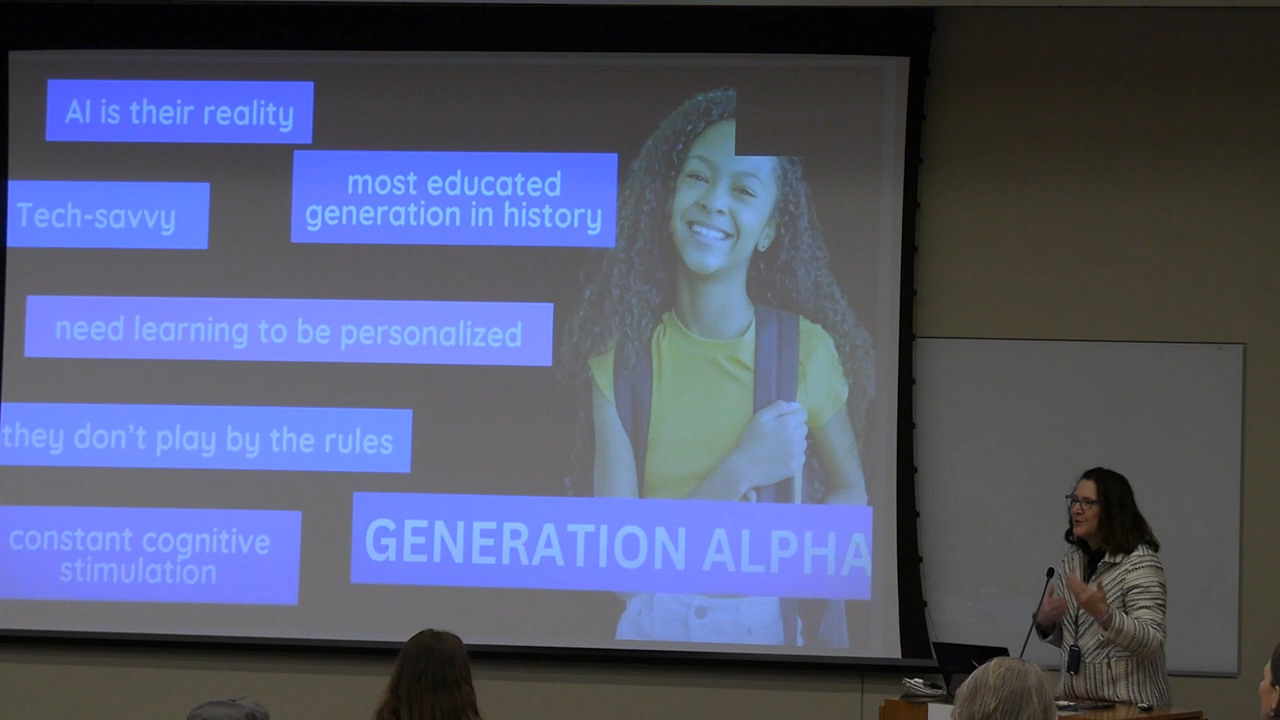 AI is their reality
most educated
generation in history
Tech-savvy
need learning to be personalized
they don't play by the rules
constant cognitive
stimulation
GENERATION ALPHA